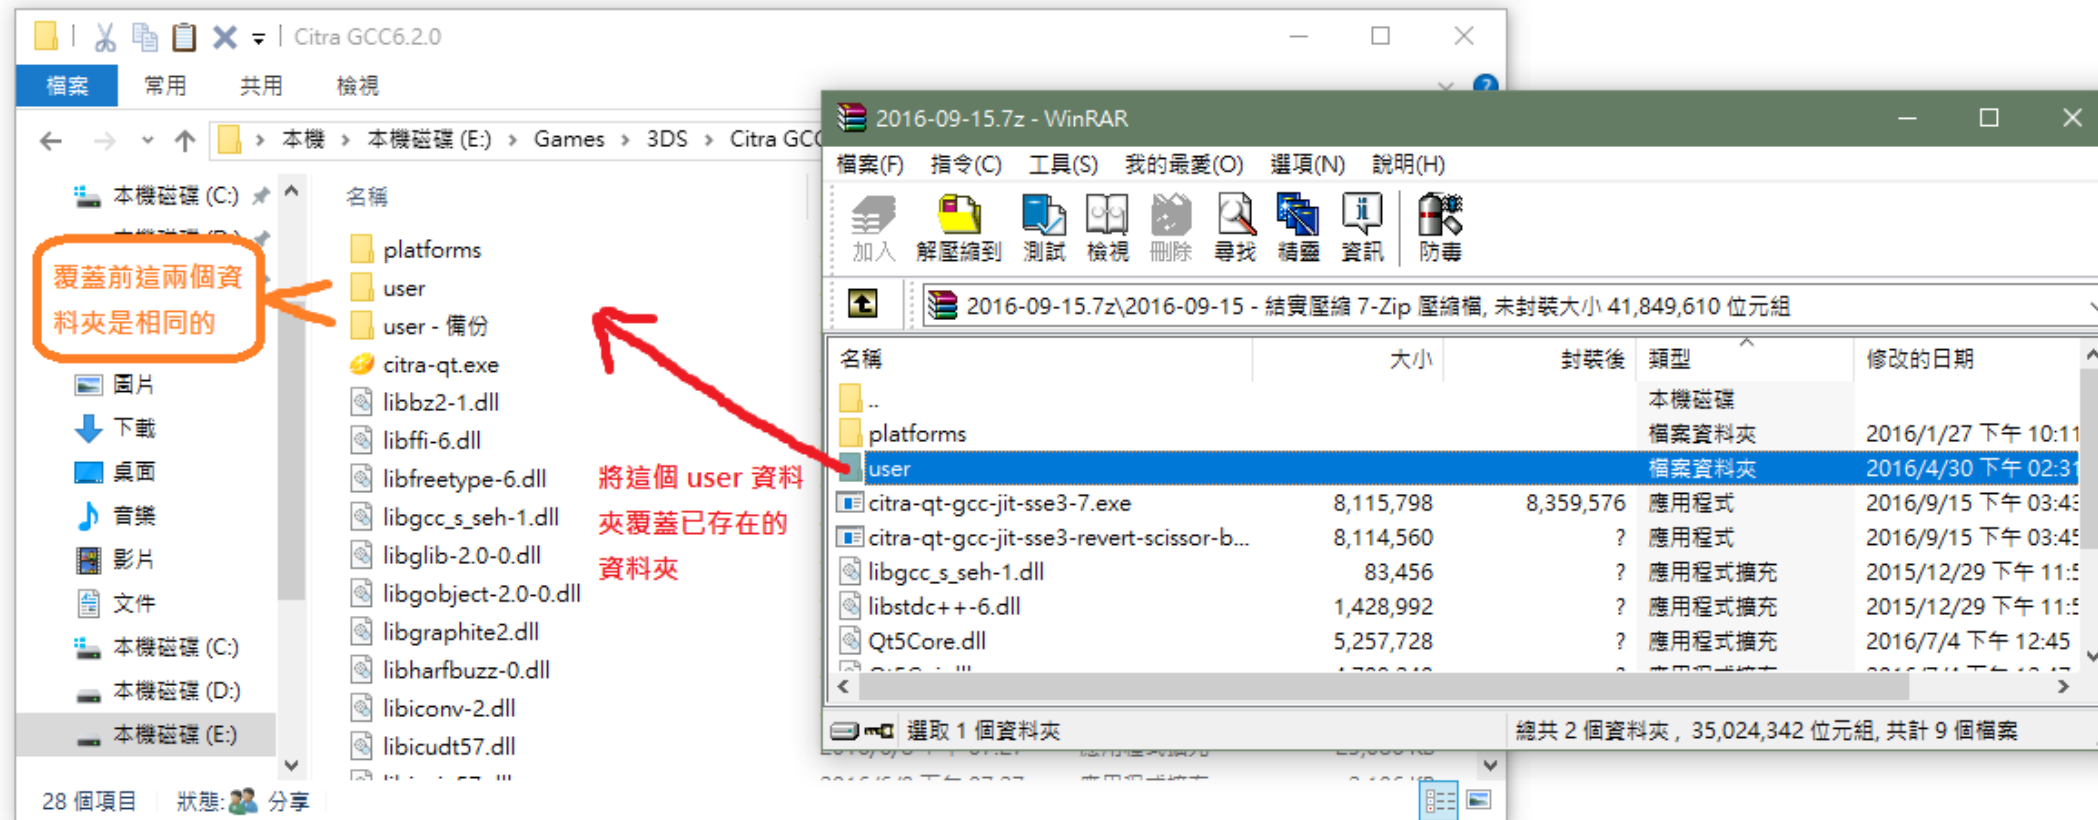 Citra GCC6.2.0
檔案 常用 共用 檢視
本機 本機磁碟 (E:) Games 3DS Citra
本機磁碟 (C:)
覆蓋前這兩個資
料夾是相同的
圖片
下載
桌面
音樂
影片
文件
本機磁碟 (C:)
本機磁碟 (D:)
本機磁碟 (E:)
名稱
platforms
user
user - 備份
citra-qt.exe
libbz2-1.dll
libffi-6.dll
libfreetype-6.dll
libgcc_s_seh-1.dll
libglib-2.0-0.dll
libgobject-2.0-0.dll
libgraphite2.dll
libharfbuzz-0.dll
libiconv-2.dll
libicudt57.dll
將這個 user 資料
夾覆蓋已存在的
資料夾
28 個項目 狀態: 分享
2016-09-15.7z - WinRAR
檔案(F) 指令(C) 工具(S) 我的最愛(O) 選項(N) 說明(H)
加入 解壓縮到 測試 檢視 刪除 尋找 精靈 資訊 防毒
2016-09-15.7z\2016-09-15 - 結實壓縮 7-Zip 壓縮檔, 未封裝大小 41,849,610 位元組
名稱 大小 封裝後 類型 修改的日期
.. 本機磁碟
platforms 檔案資料夾 2016/1/27 下午 10:11
user 檔案資料夾 2016/4/30 下午 02:31
citra-qt-gcc-jit-sse3-7.exe 8,115,798 8,359,576 應用程式 2016/9/15 下午 03:43
citra-qt-gcc-jit-sse3-revert-scissor-b... 8,114,560 ? 應用程式 2016/9/15 下午 03:45
libgcc_s_seh-1.dll 83,456 ? 應用程式擴充 2015/12/29 下午 11:5
libstdc++-6.dll 1,428,992 ? 應用程式擴充 2015/12/29 下午 11:5
Qt5Core.dll 5,257,728 ? 應用程式擴充 2016/7/4 下午 12:45
選取 1 個資料夾 總共 2 個資料夾 , 35,024,342 位元組, 共計 9 個檔案